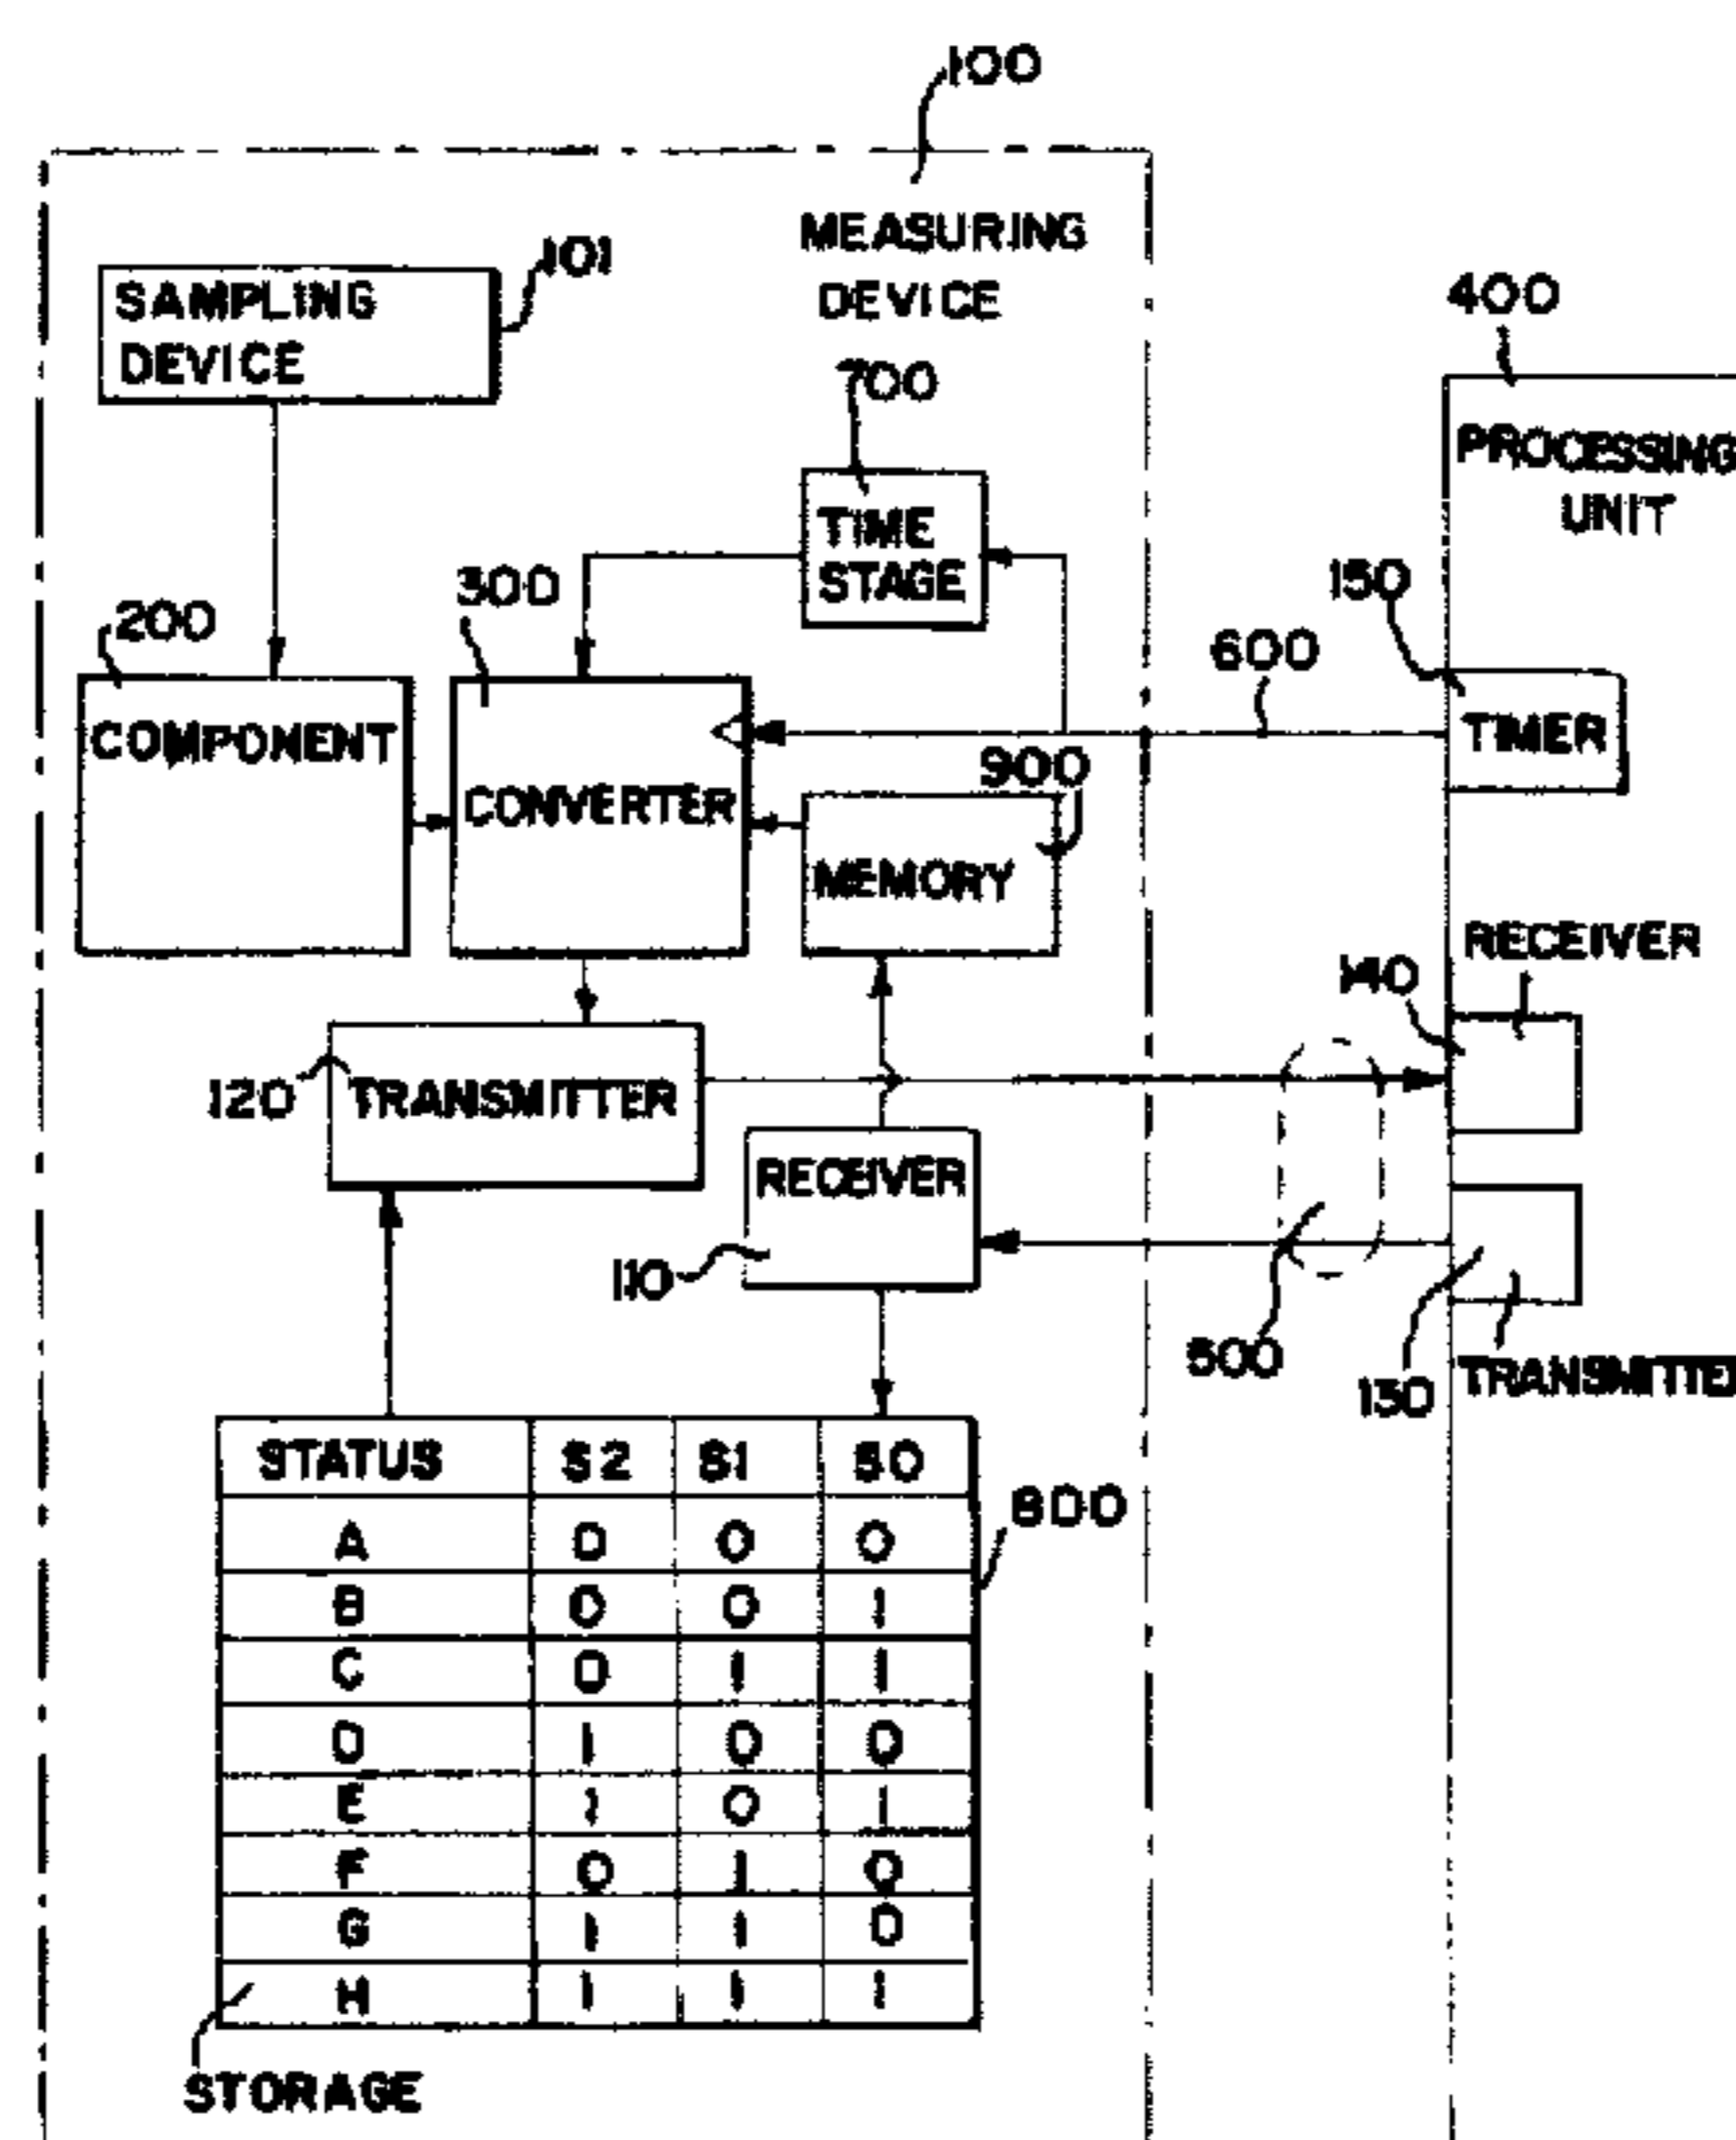 100
MEASURING
DEVICE
101
SAMPLING
DEVICE
400
PROCESSING
UNIT
700
TIME
STAGE
150
300
200
600
TIMER
COMPONENT
CONVERTER
900
MEMORY
RECEIVER
140
120
TRANSMITTER
RECEIVER
110
500
130
STATUS S2 S1 S0
800
A 0 0 0
B 0 0 1
C 0 1 1
D 1 0 0
E 1 0 1
F 0 1 0
G 1 1 0
H 1 1 1
STORAGE